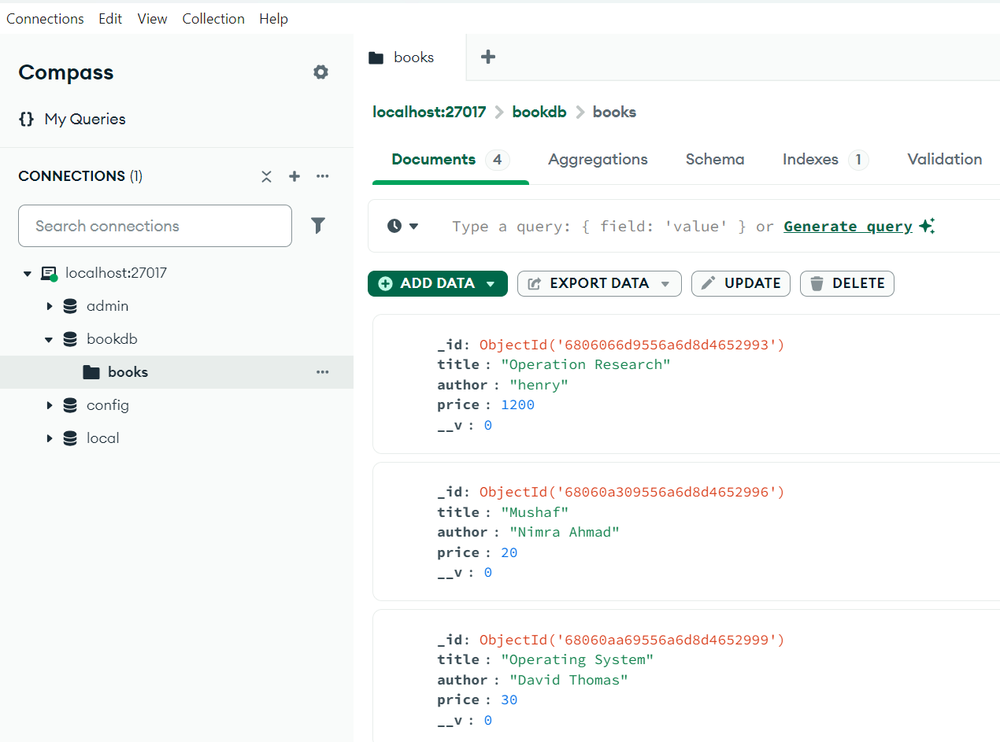 Connections Edit View Collection Help
Compass
{} My Queries
CONNECTIONS (1)
Search connections
localhost:27017
admin
bookdb
books
config
local
books
localhost:27017 > bookdb > books
Documents 4 Aggregations Schema Indexes 1 Validation
Type a query: { field: 'value' } or Generate query
ADD DATA EXPORT DATA UPDATE DELETE
_id: ObjectId('6806066d9556a6d8d4652993')
title : "Operation Research"
author : "henry"
price : 1200
__v : 0
_id: ObjectId('68060a309556a6d8d4652996')
title : "Mushaf"
author : "Nimra Ahmad"
price : 20
__v : 0
_id: ObjectId('68060aa69556a6d8d4652999')
title : "Operating System"
author : "David Thomas"
price : 30
__v : 0